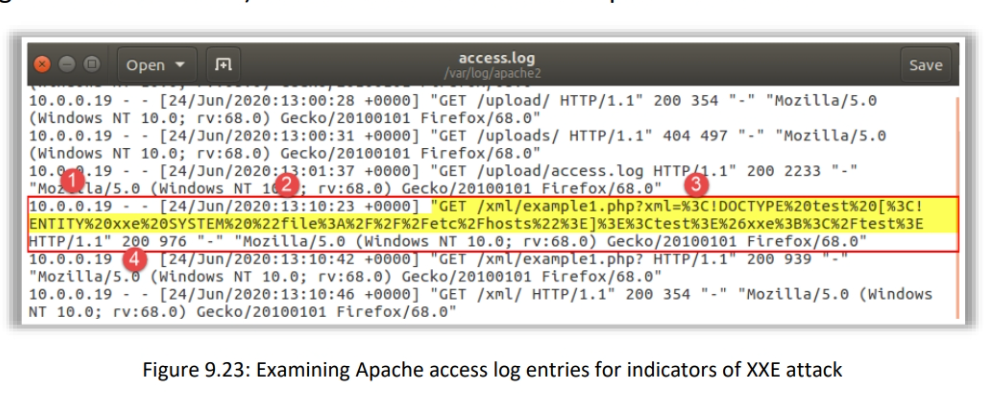 Open
access.log
/var/log/apache2
Save
10.0.0.19 - - [24/Jun/2020:13:00:28 +0000] "GET /upload/ HTTP/1.1" 200 354 "-" "Mozilla/5.0
(Windows NT 10.0; rv:68.0) Gecko/20100101 Firefox/68.0"
10.0.0.19 - - [24/Jun/2020:13:00:31 +0000] "GET /uploads/ HTTP/1.1" 404 497 "-" "Mozilla/5.0
(Windows NT 10.0; rv:68.0) Gecko/20100101 Firefox/68.0"
10.0.0.19 - - [24/Jun/2020:13:01:37 +0000] "GET /upload/access.log HTTP/1.1" 200 2233 "-"
1 2 3
"Mozilla/5.0 (Windows NT 10.0; rv:68.0) Gecko/20100101 Firefox/68.0"
10.0.0.19 - - [24/Jun/2020:13:10:23 +0000] "GET /xml/example1.php?xml=%3C!DOCTYPE%20test%20[%3C!
ENTITY%20xxe%20SYSTEM%20%22file%3A%2F%2F%2Fetc%2Fhosts%22%3E]%3E%3Ctest%3E%26xxe%3B%3C%2Ftest%3E
HTTP/1.1" 200 976 "-" "Mozilla/5.0 (Windows NT 10.0; rv:68.0) Gecko/20100101 Firefox/68.0"
4
10.0.0.19 - - [24/Jun/2020:13:10:42 +0000] "GET /xml/example1.php? HTTP/1.1" 200 939 "-"
"Mozilla/5.0 (Windows NT 10.0; rv:68.0) Gecko/20100101 Firefox/68.0"
10.0.0.19 - - [24/Jun/2020:13:10:46 +0000] "GET /xml/ HTTP/1.1" 200 354 "-" "Mozilla/5.0 (Windows
NT 10.0; rv:68.0) Gecko/20100101 Firefox/68.0"
Figure 9.23: Examining Apache access log entries for indicators of XXE attack